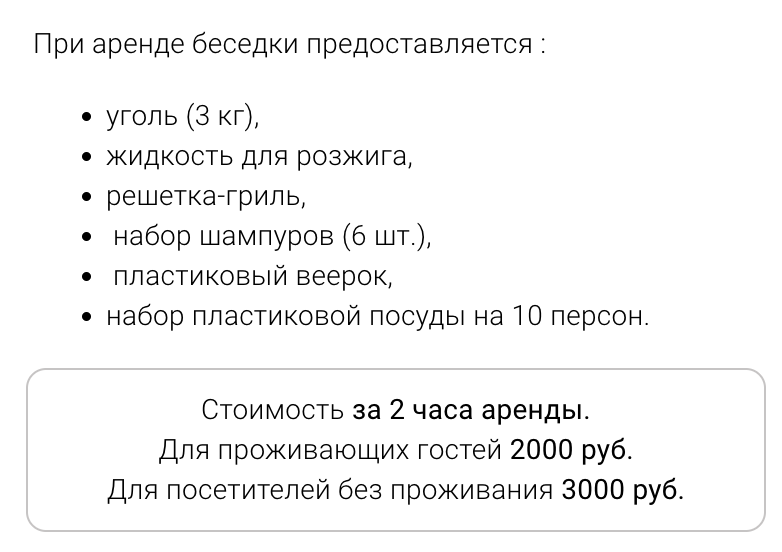 При аренде беседки предоставляется :
• уголь (3 кг),
• жидкость для розжига,
• решетка-гриль,
• набор шампуров (6 шт.),
• пластиковый веерок,
• набор пластиковой посуды на 10 персон.
Стоимость за 2 часа аренды.
Для проживающих гостей 2000 руб.
Для посетителей без проживания 3000 руб.